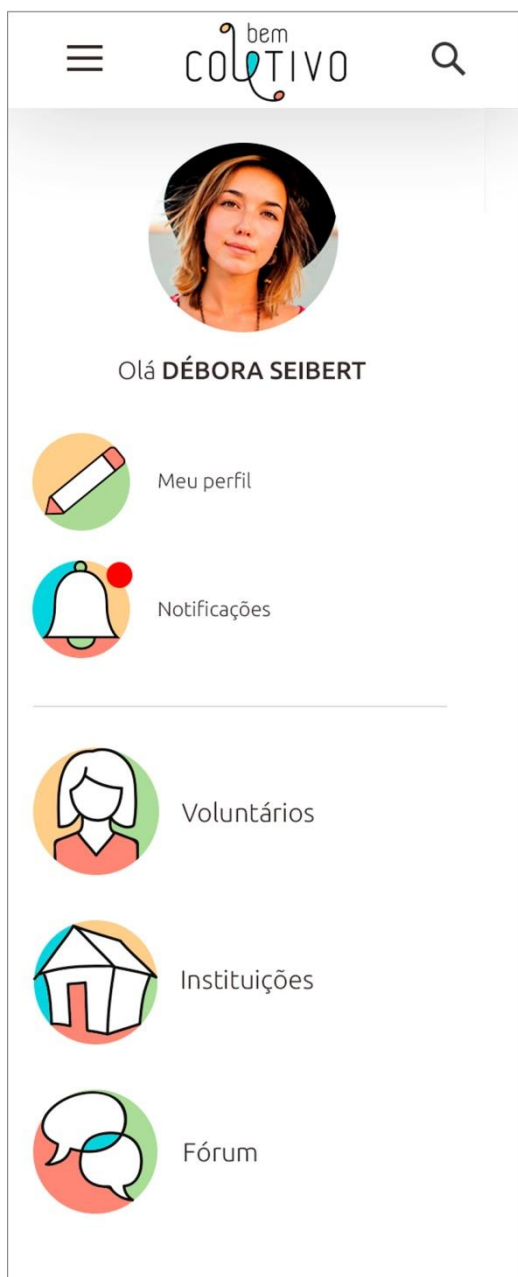 bem
COLETIVO
Olá DÉBORA SEIBERT
Meu perfil
Notificações
Voluntários
Instituições
Fórum